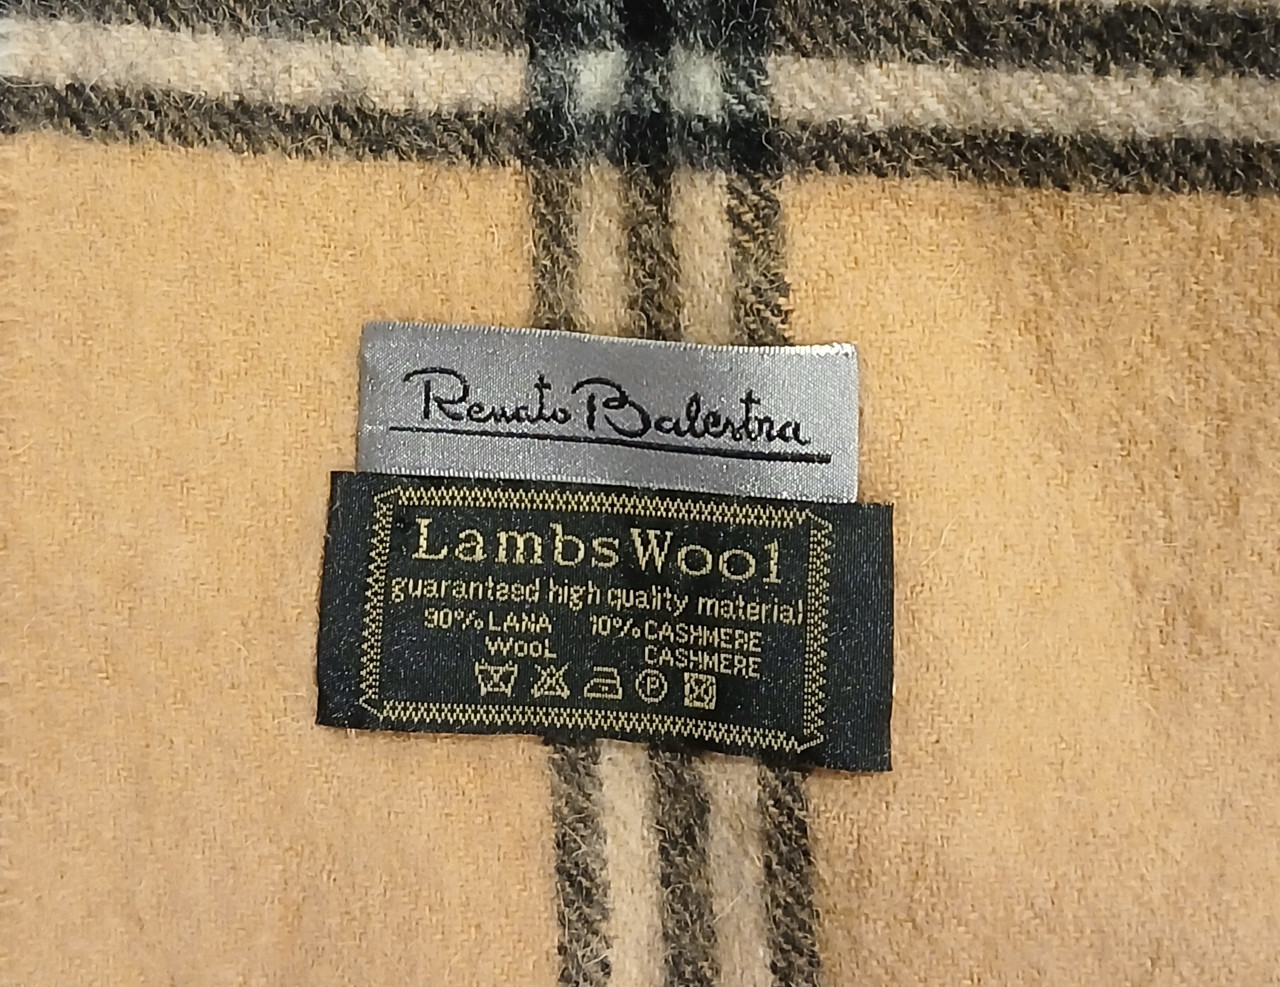 Renato Balestra
LambsWool
guaranteed high quality material
90% LANA 10% CASHMERE
WOOL CASHMERE
P